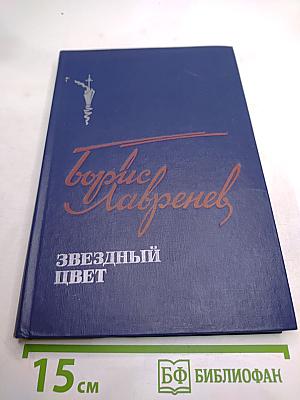 Борис
Лавренев
ЗВЕЗДНЫЙ
ЦВЕТ
15 см
БФ БИБЛИОФАН